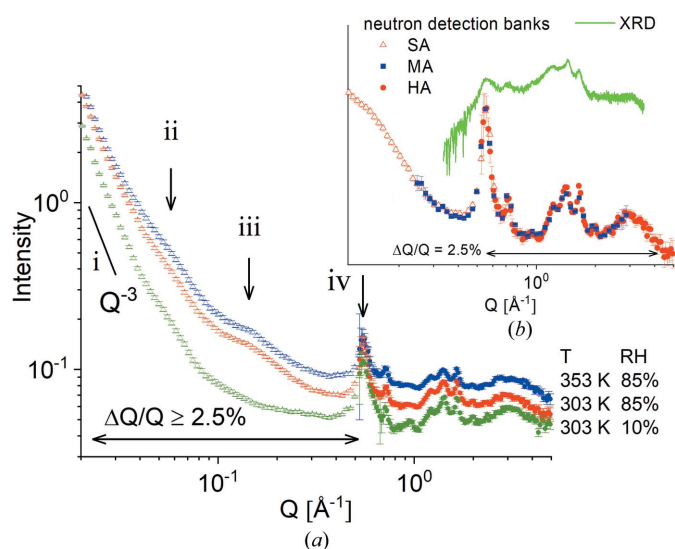 neutron detection banks
XRD
SA
MA
HA
ΔQ/Q = 2.5%
10⁰
Q [Å⁻¹]
(b)
ii
iii
iv
i
Q⁻³
10⁰
10⁻¹
Intensity
ΔQ/Q ≥ 2.5%
T RH
353 K 85%
303 K 85%
303 K 10%
10⁻¹ 10⁰
Q [Å⁻¹]
(a)